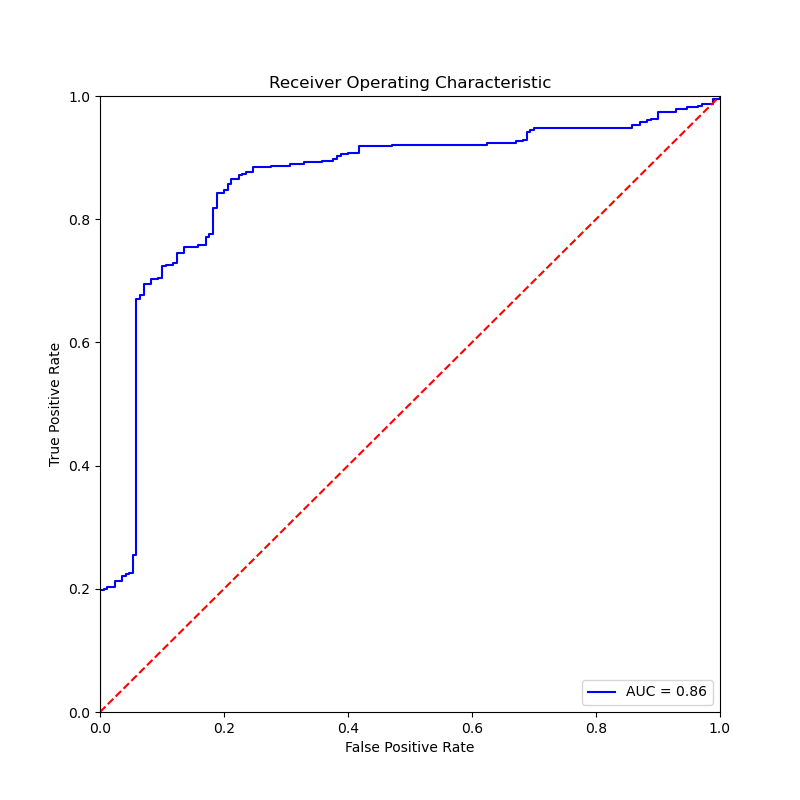 Receiver Operating Characteristic
1.0
0.8
0.6
0.4
0.2
0.0
True Positive Rate
AUC = 0.86
0.0 0.2 0.4 0.6 0.8 1.0
False Positive Rate